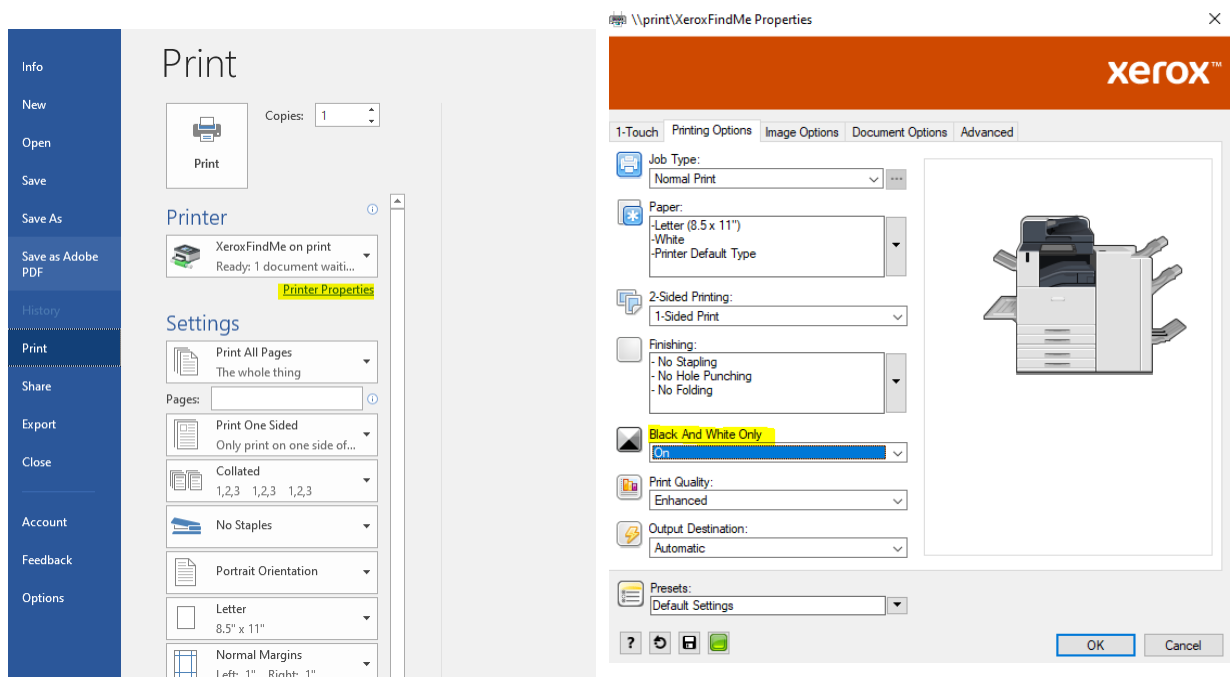 Info
New
Open
Save
Save As
Save as Adobe
PDF
History
Print
Share
Export
Close
Account
Feedback
Options
Print
Print
Copies:
1
Printer
XeroxFindMe on print
Ready: 1 document waiti...
Printer Properties
Settings
Print All Pages
The whole thing
Pages:
Print One Sided
Only print on one side of...
Collated
1,2,3 1,2,3 1,2,3
No Staples
Portrait Orientation
Letter
8.5" x 11"
Normal Margins
Left: 1" Right: 1"
\\print\XeroxFindMe Properties
xerox™
1-Touch
Printing Options
Image Options
Document Options
Advanced
Job Type:
Normal Print
Paper:
-Letter (8.5 x 11")
-White
-Printer Default Type
2-Sided Printing:
1-Sided Print
Finishing:
- No Stapling
- No Hole Punching
- No Folding
Black And White Only
On
Print Quality:
Enhanced
Output Destination:
Automatic
Presets:
Default Settings
?
OK
Cancel